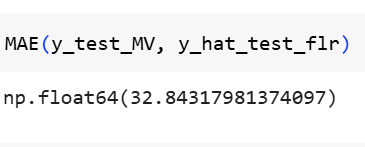 MAE(y_test_MV, y_hat_test_flr)
np.float64(32.84317981374097)